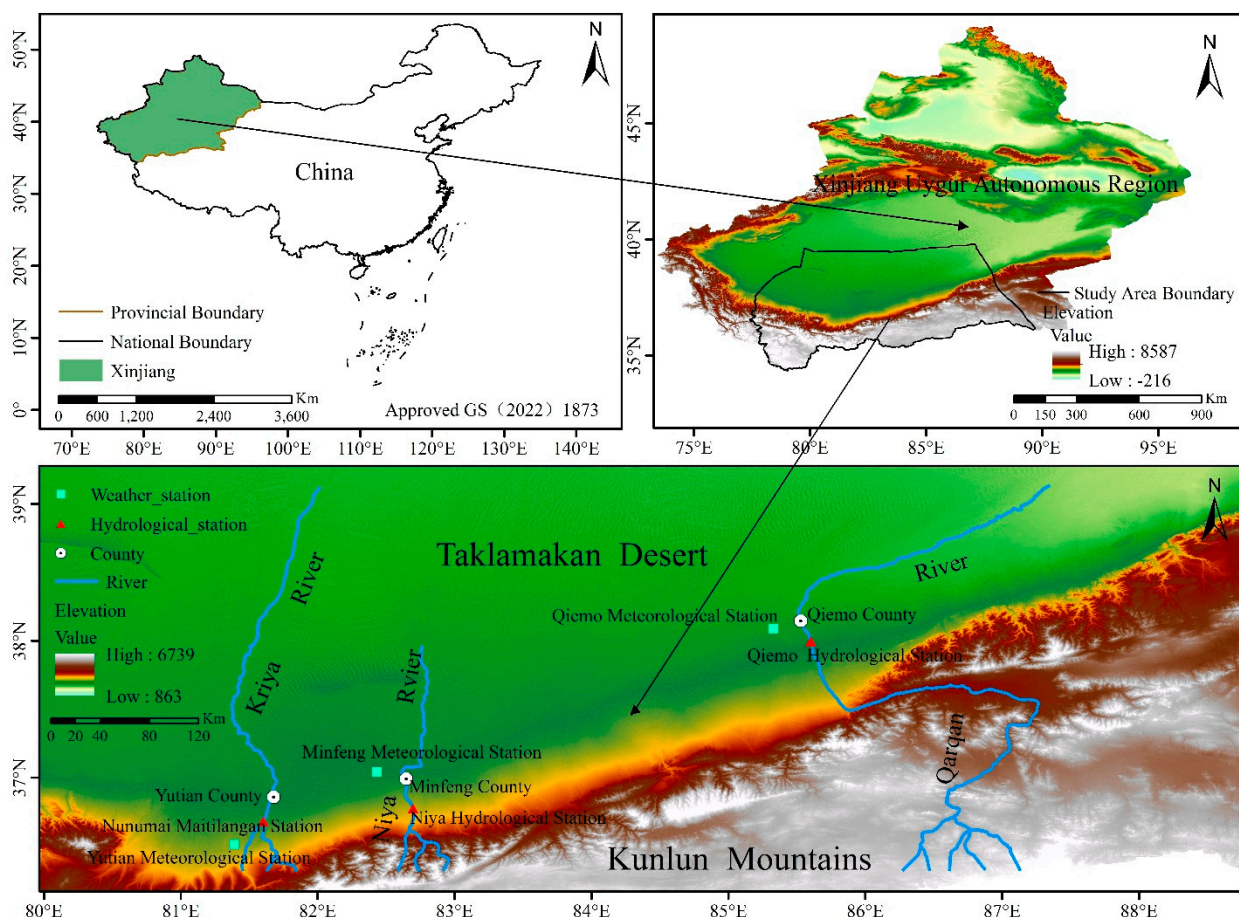 N
50°N
40°N
30°N
20°N
10°N
0°
China
Provincial Boundary
National Boundary
Xinjiang
Km
0 600 1,200 2,400 3,600
Approved GS（2022）1873
70°E 80°E 90°E 100°E 110°E 120°E 130°E 140°E
N
45°N
40°N
35°N
Xinjiang Uygur Autonomous Region
Study Area Boundary
Elevation
Value
High : 8587
Low : -216
Km
0 150 300 600 900
75°E 80°E 85°E 90°E 95°E
N
39°N
38°N
37°N
Weather_station
Hydrological_station
County
River
Elevation
Value
High : 6739
Low : 863
Km
0 20 40 80 120
Taklamakan Desert
River
Kriya
Rvier
Niya
River
Qarqan
Qiemo Meteorological Station
Qiemo County
Qiemo Hydrological Station
Minfeng Meteorological Station
Minfeng County
Niya Hydrological Station
Yutian County
Nunumai Maitilangan Station
Yutian Meteorological Station
Kunlun Mountains
80°E 81°E 82°E 83°E 84°E 85°E 86°E 87°E 88°E